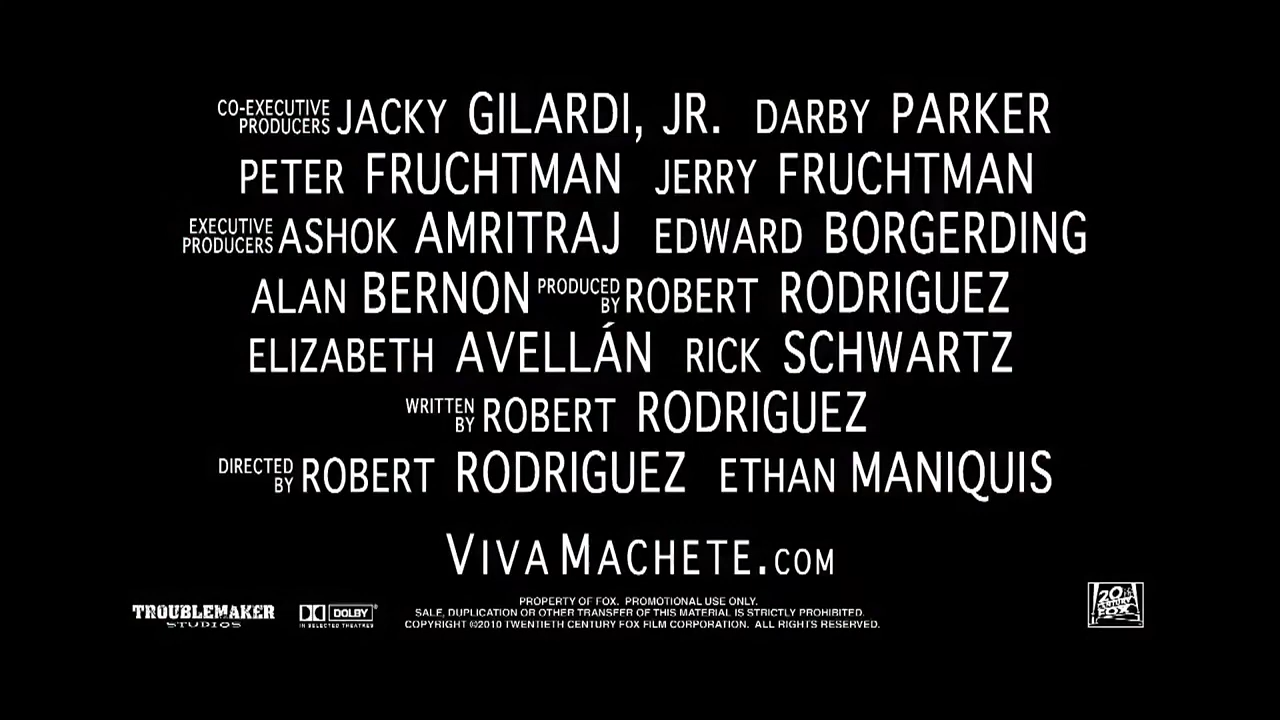 CO-EXECUTIVE PRODUCERS JACKY GILARDI, JR. DARBY PARKER
PETER FRUCHTMAN JERRY FRUCHTMAN
EXECUTIVE PRODUCERS ASHOK AMRITRAJ EDWARD BORGERDING
ALAN BERNON PRODUCED BY ROBERT RODRIGUEZ
ELIZABETH AVELLÁN RICK SCHWARTZ
WRITTEN BY ROBERT RODRIGUEZ
DIRECTED BY ROBERT RODRIGUEZ ETHAN MANIQUIS
VIVAMACHETE.COM
TROUBLEMAKER
STUDIOS
DOLBY
IN SELECTED THEATRES
PROPERTY OF FOX. PROMOTIONAL USE ONLY.
SALE, DUPLICATION OR OTHER TRANSFER OF THIS MATERIAL IS STRICTLY PROHIBITED.
COPYRIGHT ©2010 TWENTIETH CENTURY FOX FILM CORPORATION. ALL RIGHTS RESERVED.
20TH
CENTURY
FOX